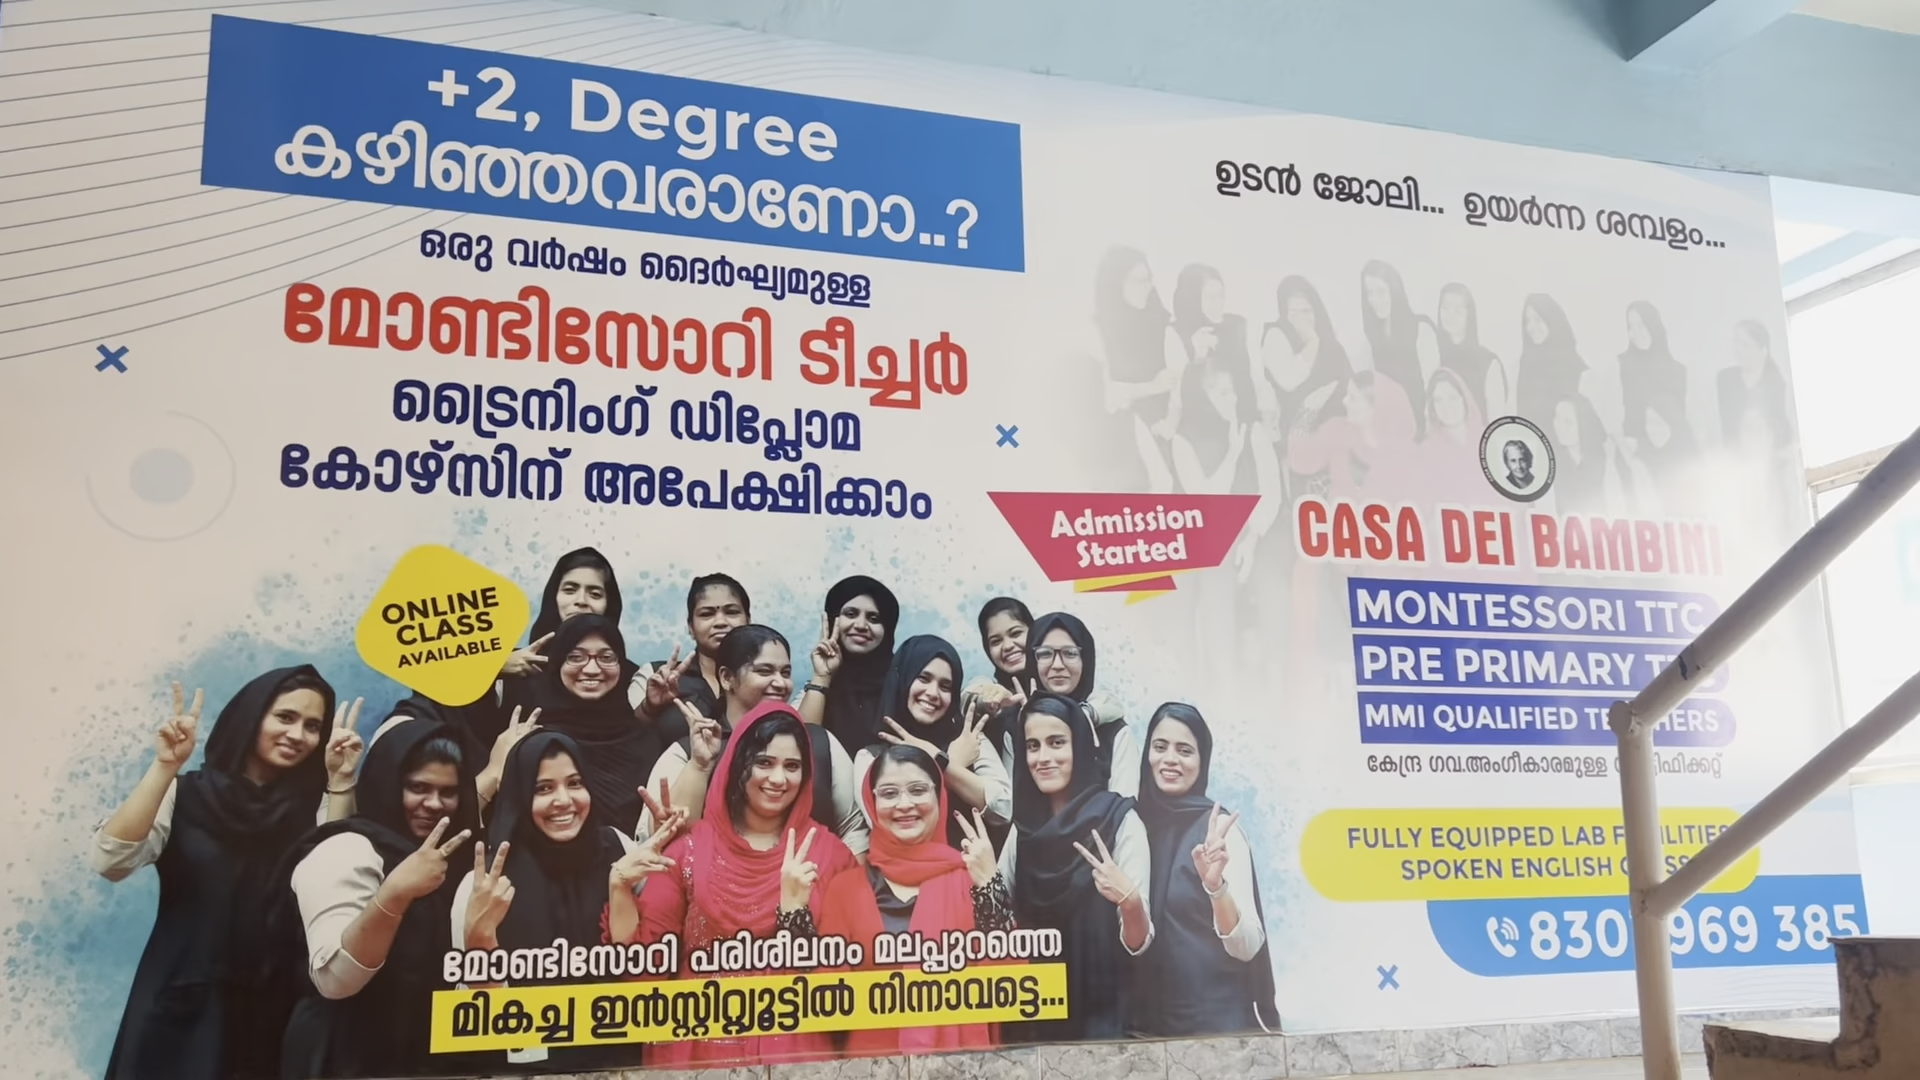 +2, Degree
കഴിഞ്ഞവരാണോ..?
ഒരു വർഷം ദൈർഘ്യമുള്ള
മോണ്ടിസോറി ടീച്ചർ
ട്രൈനിംഗ് ഡിപ്ലോമ
കോഴ്സിന് അപേക്ഷിക്കാം
ONLINE
CLASS
AVAILABLE
മോണ്ടിസോറി പരിശീലനം മലപ്പുറത്തെ
മികച്ച ഇൻസ്റ്റിറ്റ്യൂട്ടിൽ നിന്നാവട്ടെ...
Admission
Started
ഉടൻ ജോലി... ഉയർന്ന ശമ്പളം...
CASA DEI BAMBINI
MONTESSORI TTC
PRE PRIMARY
MMI QUALIFIED
കേന്ദ്ര ഗവ.അംഗീകാരമുള്ള
FULLY EQUIPPED LAB
SPOKEN ENGLISH
969 385